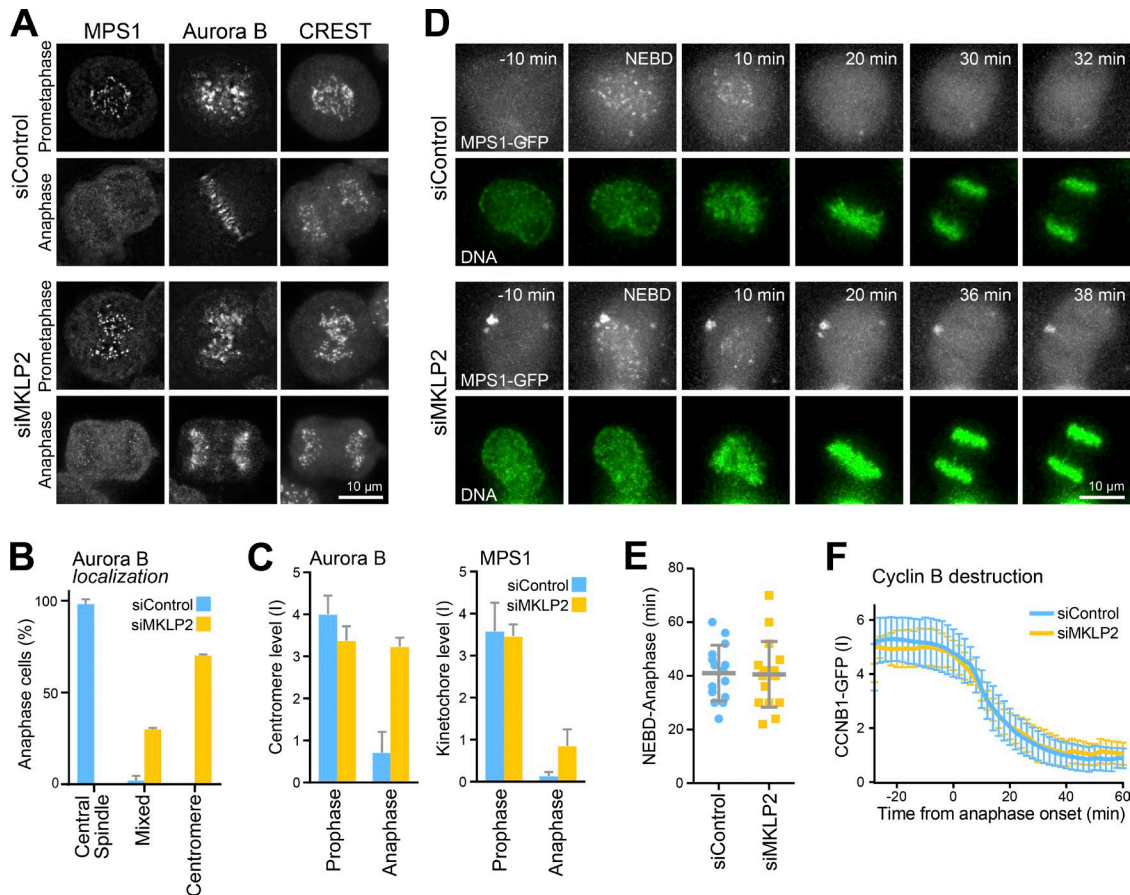 A
MPS1
Aurora B
CREST
siControl
Prometaphase
Anaphase
siMKLP2
Prometaphase
Anaphase
10 µm
D
-10 min
NEBD
10 min
20 min
30 min
32 min
MPS1-GFP
siControl
DNA
-10 min
NEBD
10 min
20 min
36 min
38 min
MPS1-GFP
siMKLP2
DNA
10 µm
B
Aurora B
localization
siControl
siMKLP2
Anaphase cells (%)
100
50
0
Central
Spindle
Mixed
Centromere
C
Aurora B
Centromere level (I)
5
4
3
2
1
0
Prophase
Anaphase
MPS1
siControl
siMKLP2
Kinetochore level (I)
5
4
3
2
1
0
Prophase
Anaphase
E
NEBD-Anaphase (min)
80
60
40
20
0
siControl
siMKLP2
F
Cyclin B destruction
siControl
siMKLP2
CCNB1-GFP (I)
6
4
2
0
-20
0
20
40
60
Time from anaphase onset (min)